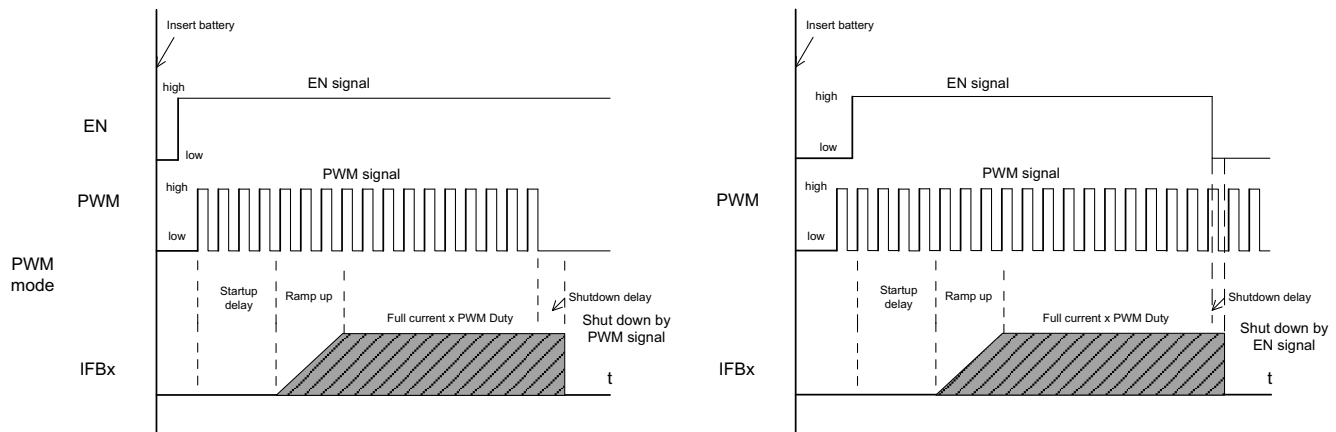 Insert battery
EN signal
high
EN
low
PWM signal
high
PWM
low
PWM
mode
Startup
delay
Ramp up
Shutdown delay
Full current x PWM Duty
Shut down by
PWM signal
IFBx
t
Insert battery
EN signal
high
low
PWM signal
high
PWM
low
Startup
delay
Ramp up
Shutdown delay
Full current x PWM Duty
Shut down by
EN signal
IFBx
t